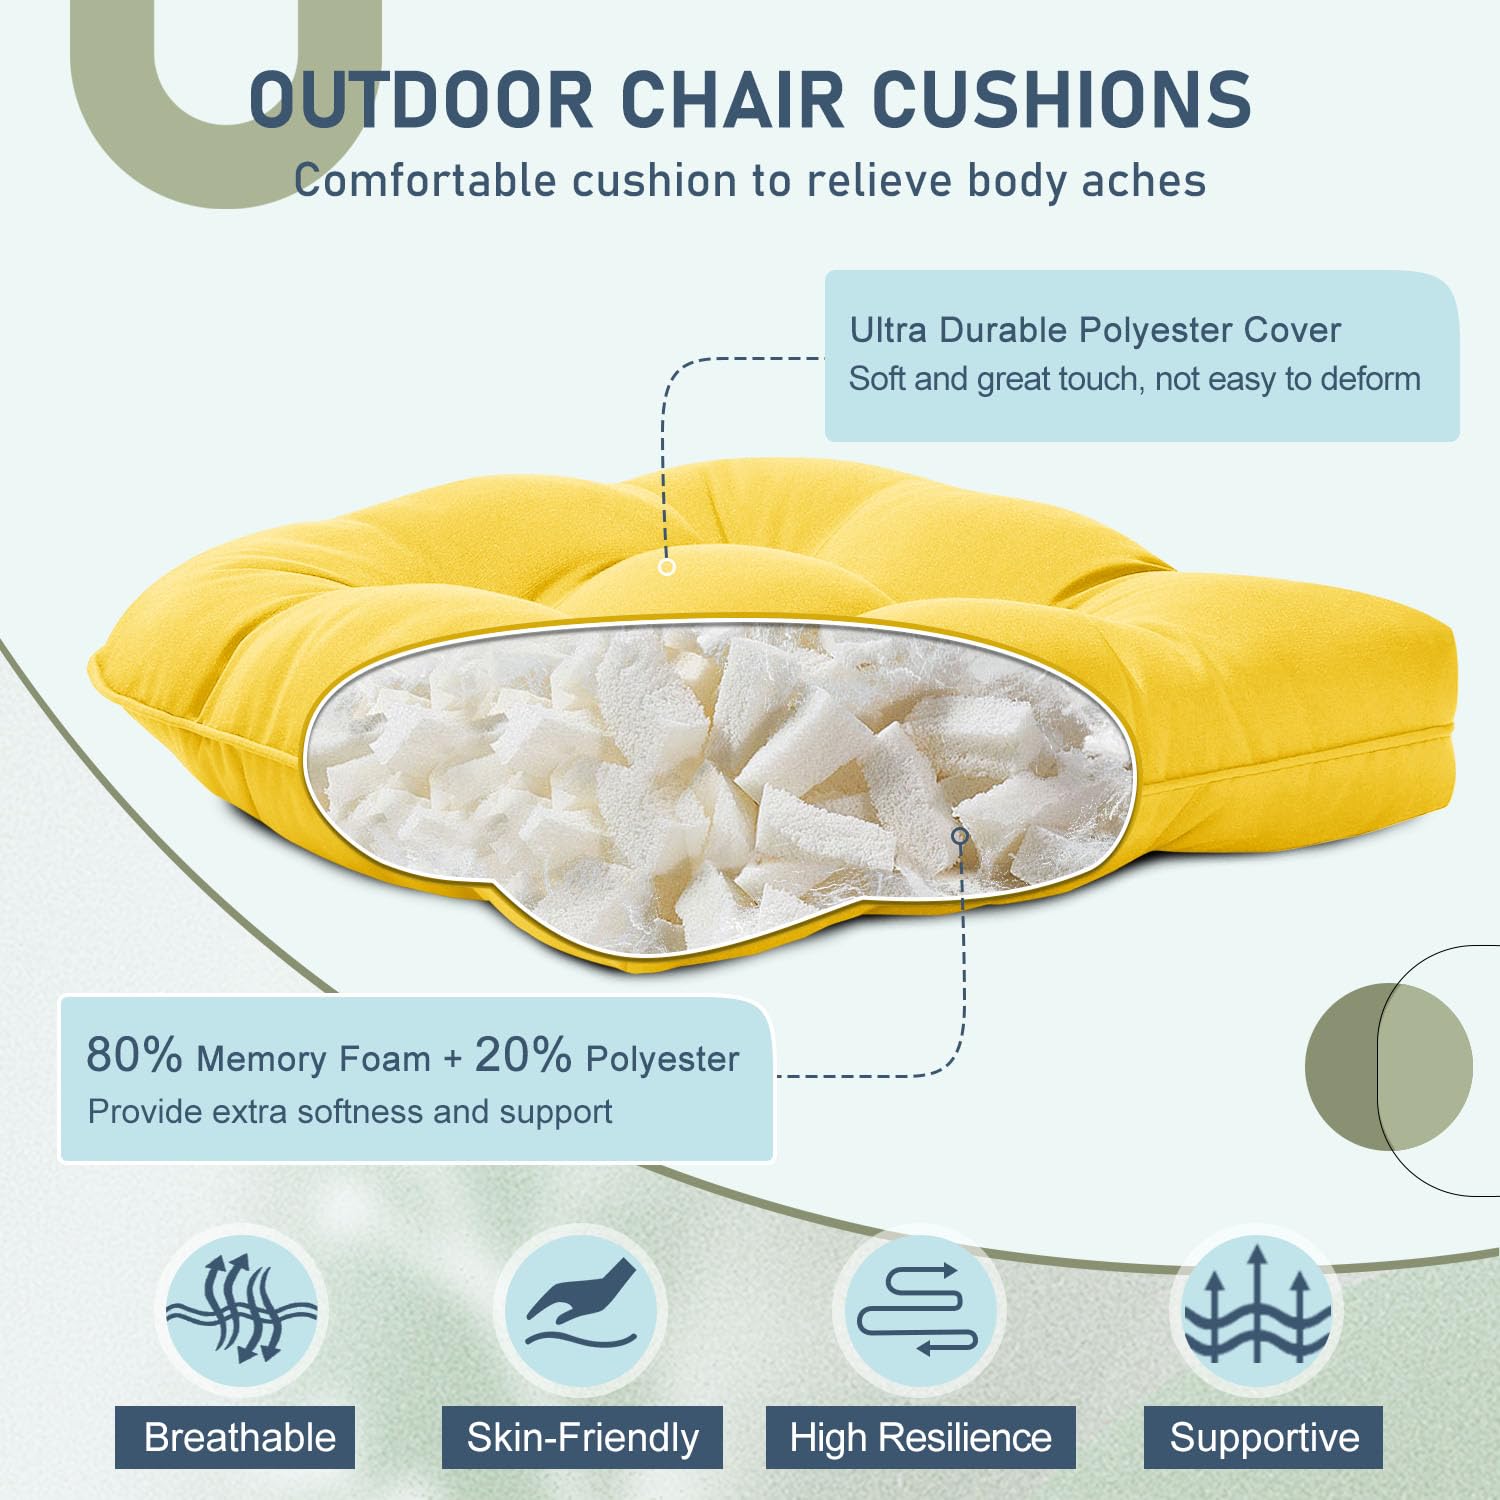 OUTDOOR CHAIR CUSHIONS
Comfortable cushion to relieve body aches
Ultra Durable Polyester Cover
Soft and great touch, not easy to deform
80% Memory Foam + 20% Polyester
Provide extra softness and support
Breathable
Skin-Friendly
High Resilience
Supportive